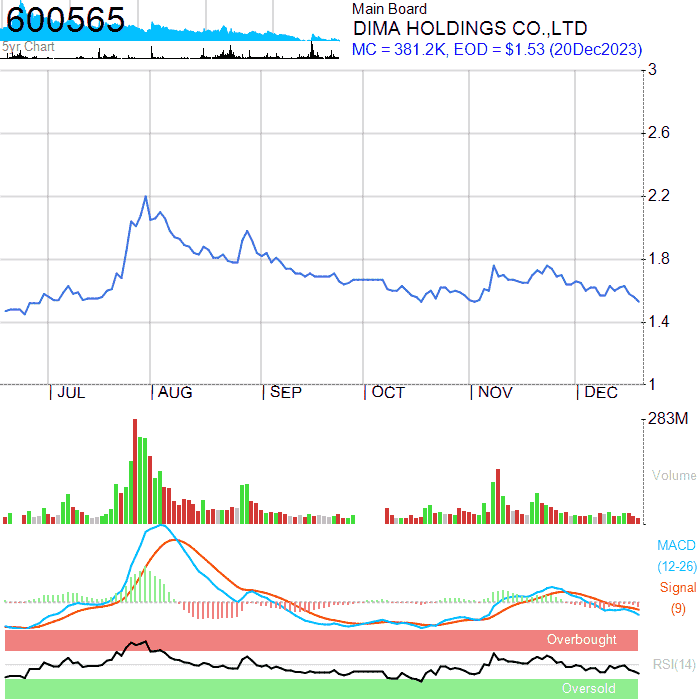 600565
5yr Chart
Main Board
DIMA HOLDINGS CO.,LTD
MC = 381.2K, EOD = $1.53 (20Dec2023)
3
2.6
2.2
1.8
1.4
1
JUL AUG SEP OCT NOV DEC
283M
Volume
MACD
(12-26)
Signal
(9)
Overbought
RSI(14)
Oversold